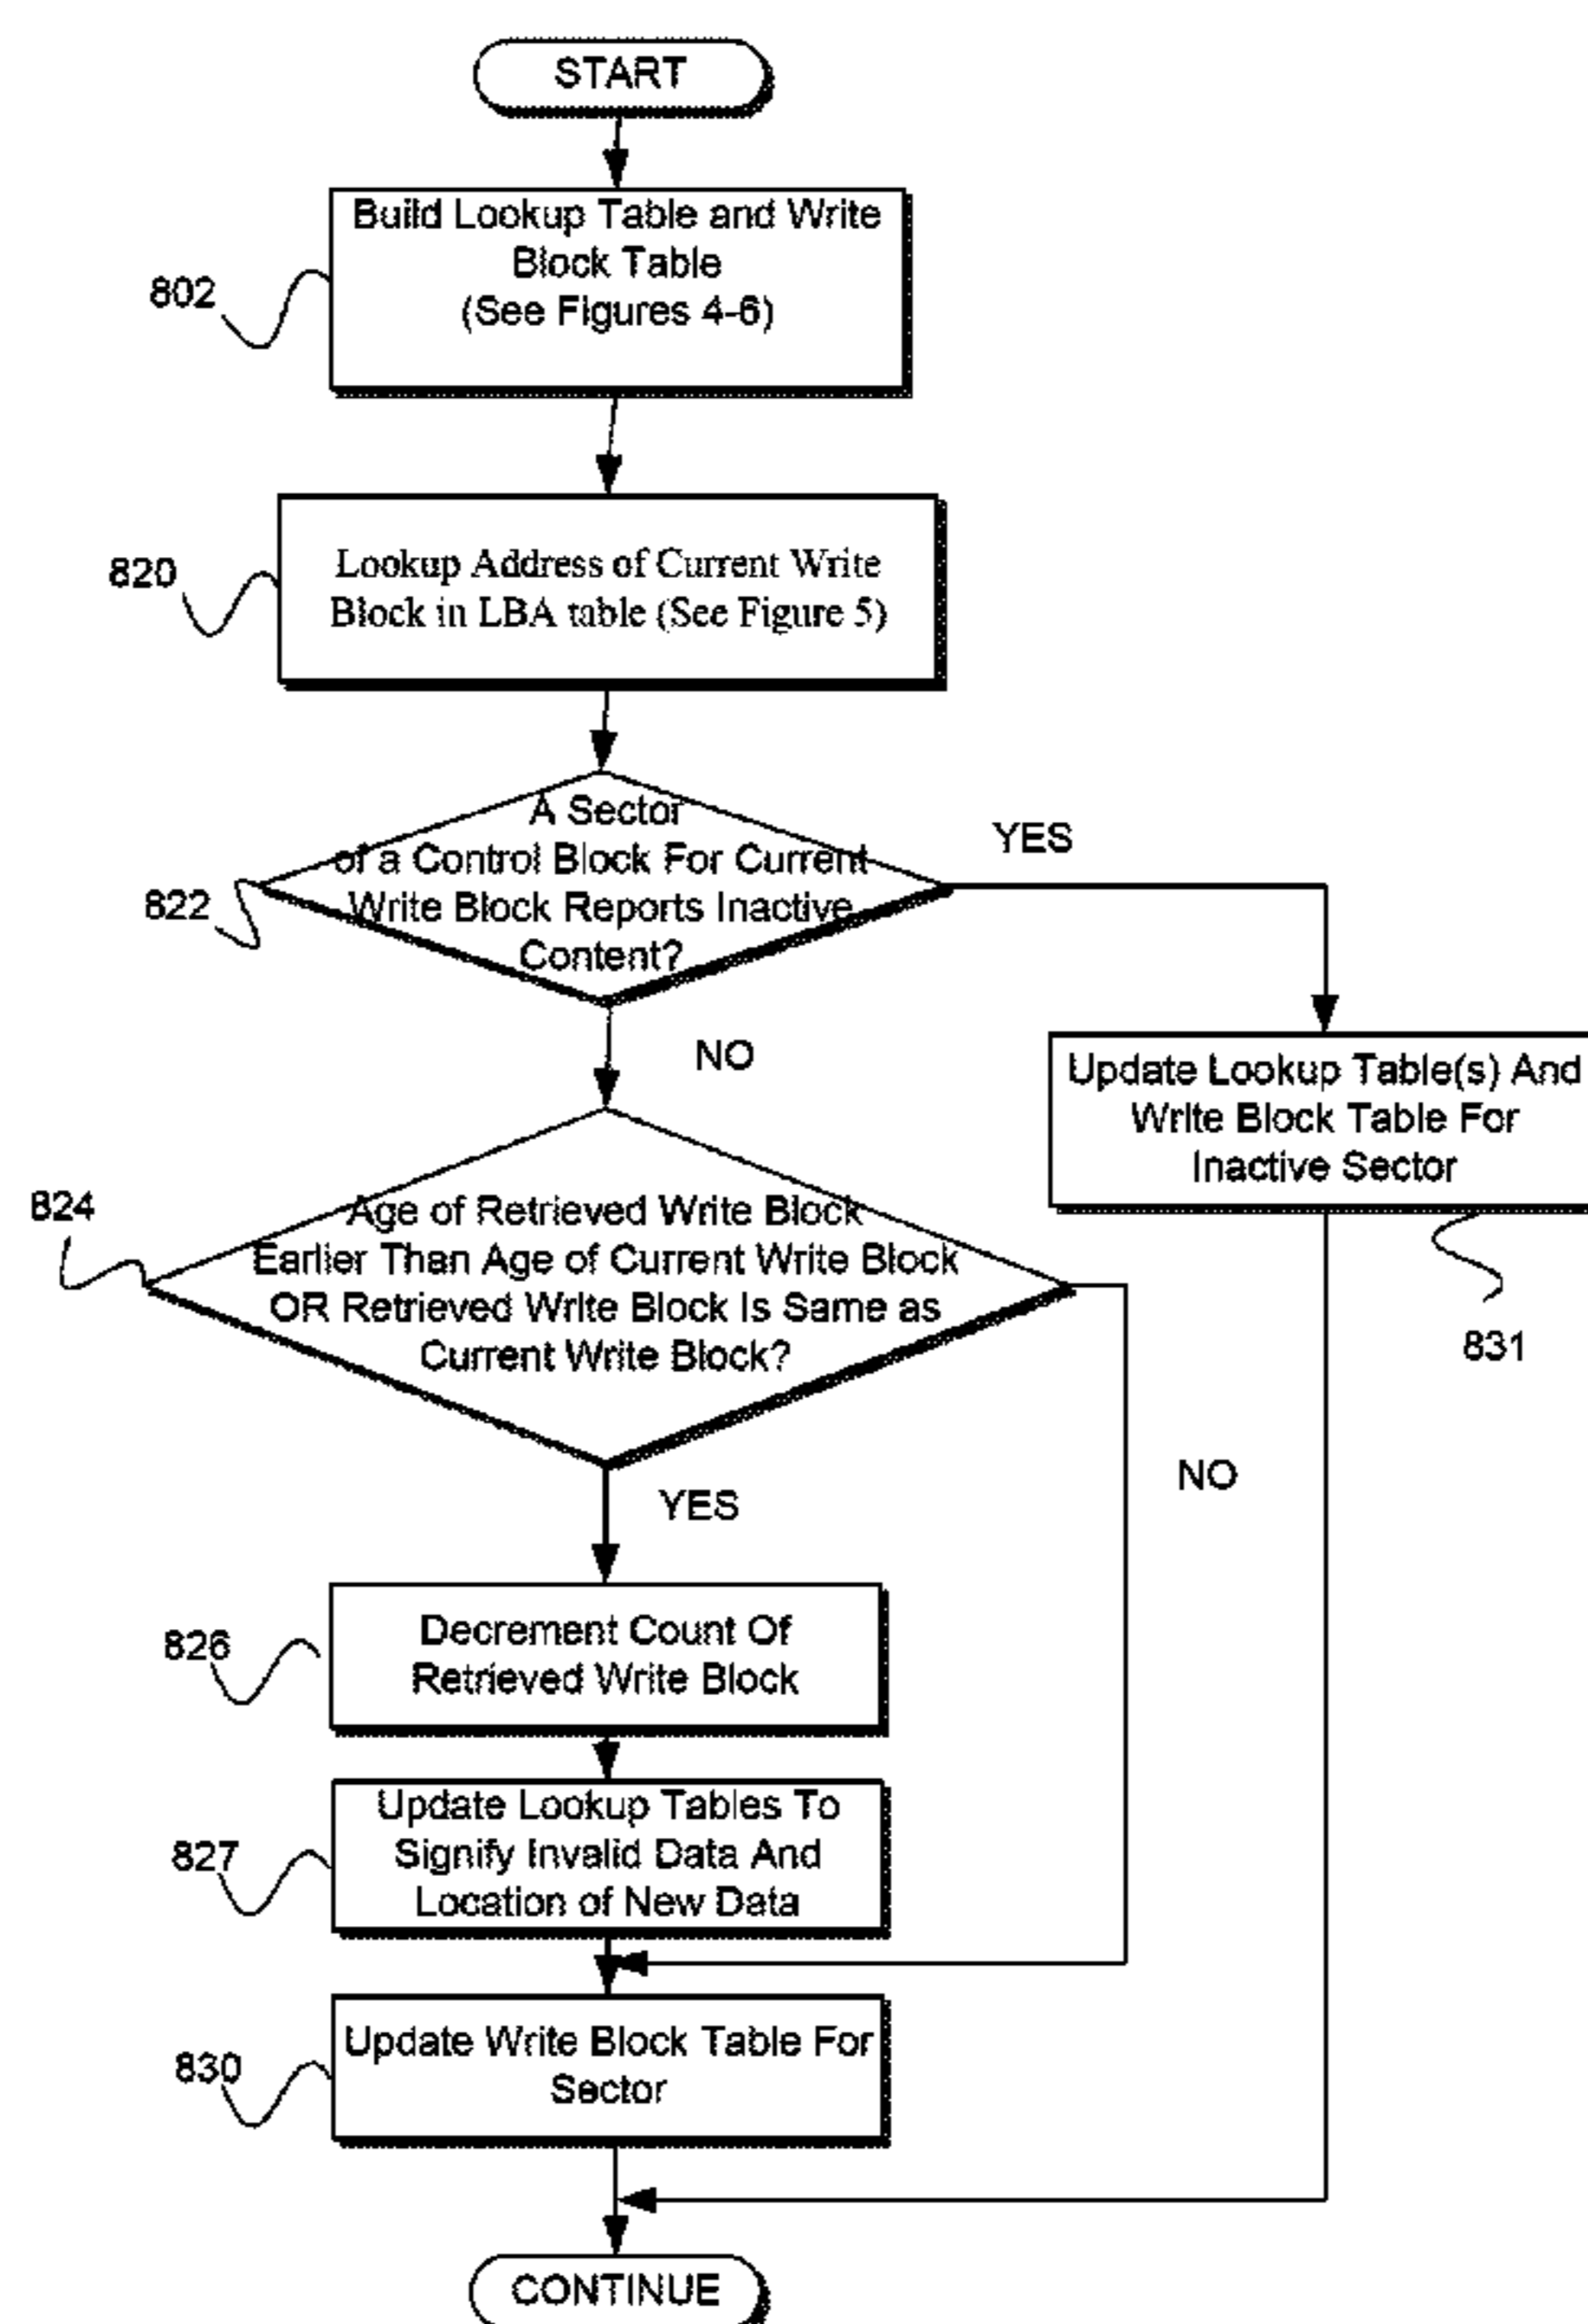 START
Build Lookup Table and Write
Block Table
(See Figures 4-6)
802
Lookup Address of Current Write
Block in LBA table (See Figure 5)
820
A Sector
of a Control Block For Current
Write Block Reports Inactive
Content?
822
YES
NO
Update Lookup Table(s) And
Write Block Table For
Inactive Sector
831
Age of Retrieved Write Block
Earlier Than Age of Current Write Block
OR Retrieved Write Block Is Same as
Current Write Block?
824
NO
YES
Decrement Count Of
Retrieved Write Block
826
Update Lookup Tables To
Signify Invalid Data And
Location of New Data
827
Update Write Block Table For
Sector
830
CONTINUE